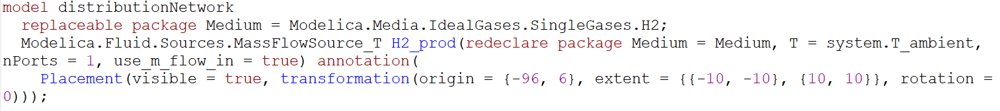 model distributionNetwork
  replaceable package Medium = Modelica.Media.IdealGases.SingleGases.H2;
  Modelica.Fluid.Sources.MassFlowSource_T H2_prod(redeclare package Medium = Medium, T = system.T_ambient,
nPorts = 1, use_m_flow_in = true) annotation(
    Placement(visible = true, transformation(origin = {-96, 6}, extent = {{-10, -10}, {10, 10}}, rotation =
0)));